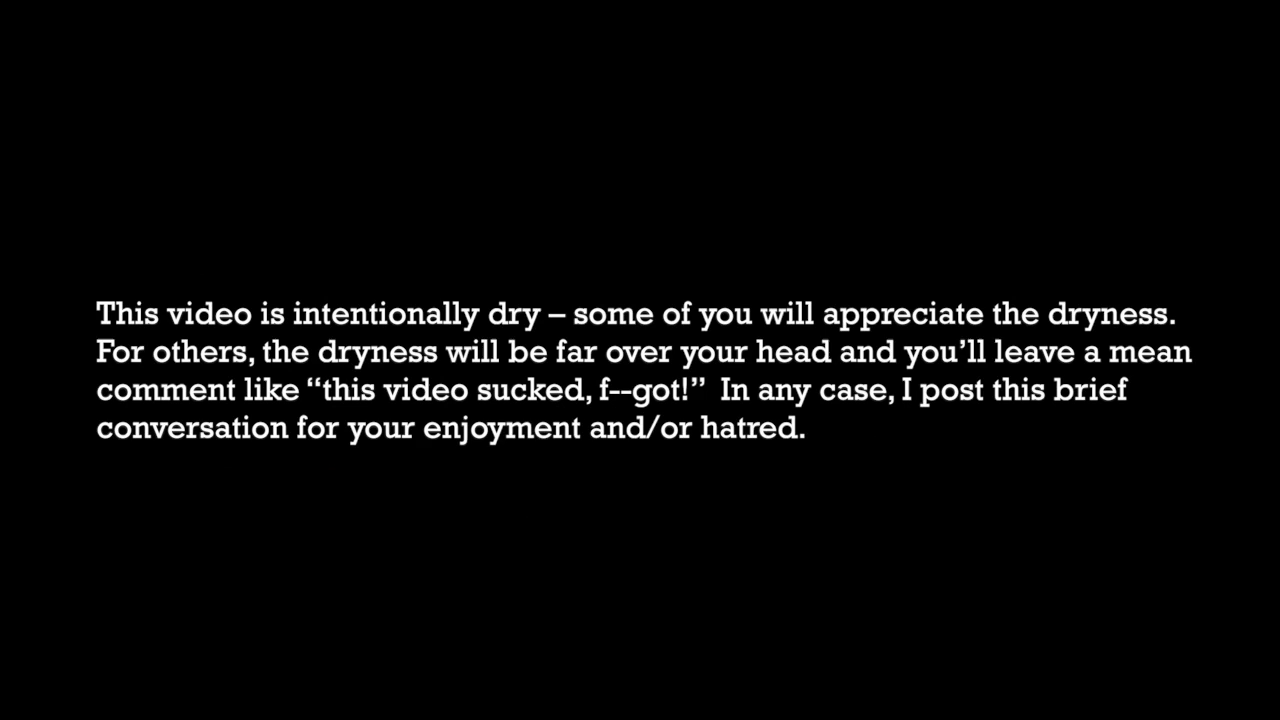 This video is intentionally dry – some of you will appreciate the dryness.
For others, the dryness will be far over your head and you’ll leave a mean
comment like “this video sucked, f--got!”  In any case, I post this brief
conversation for your enjoyment and/or hatred.